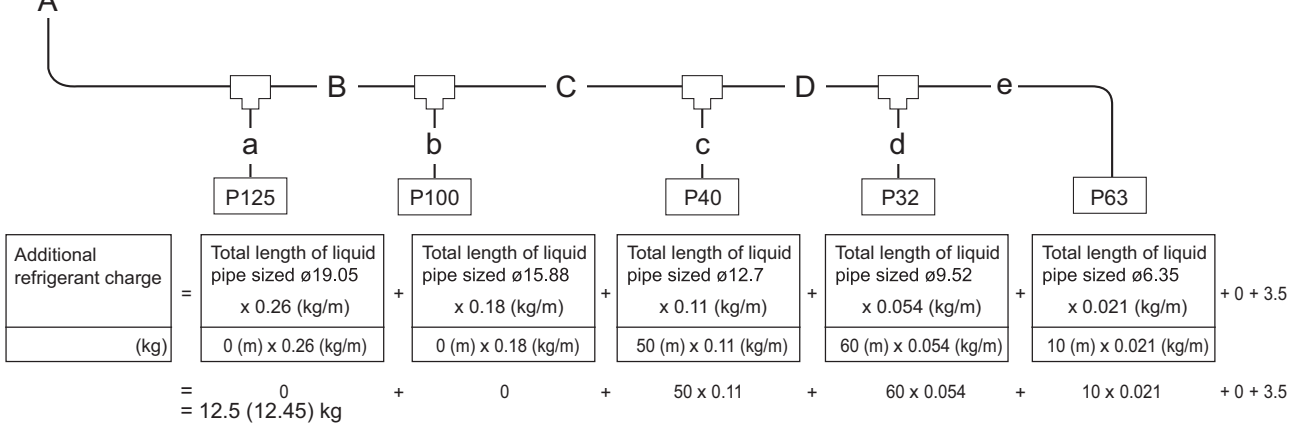 A
B C D e
a b c d
P125 P100 P40 P32 P63
Additional refrigerant charge
(kg)
=
Total length of liquid
pipe sized ø19.05
x 0.26 (kg/m)
0 (m) x 0.26 (kg/m)
+
Total length of liquid
pipe sized ø15.88
x 0.18 (kg/m)
0 (m) x 0.18 (kg/m)
+
Total length of liquid
pipe sized ø12.7
x 0.11 (kg/m)
50 (m) x 0.11 (kg/m)
+
Total length of liquid
pipe sized ø9.52
x 0.054 (kg/m)
60 (m) x 0.054 (kg/m)
+
Total length of liquid
pipe sized ø6.35
x 0.021 (kg/m)
10 (m) x 0.021 (kg/m)
+ 0 + 3.5
= 0 + 0 + 50 x 0.11 + 60 x 0.054 + 10 x 0.021 + 0 + 3.5
= 12.5 (12.45) kg